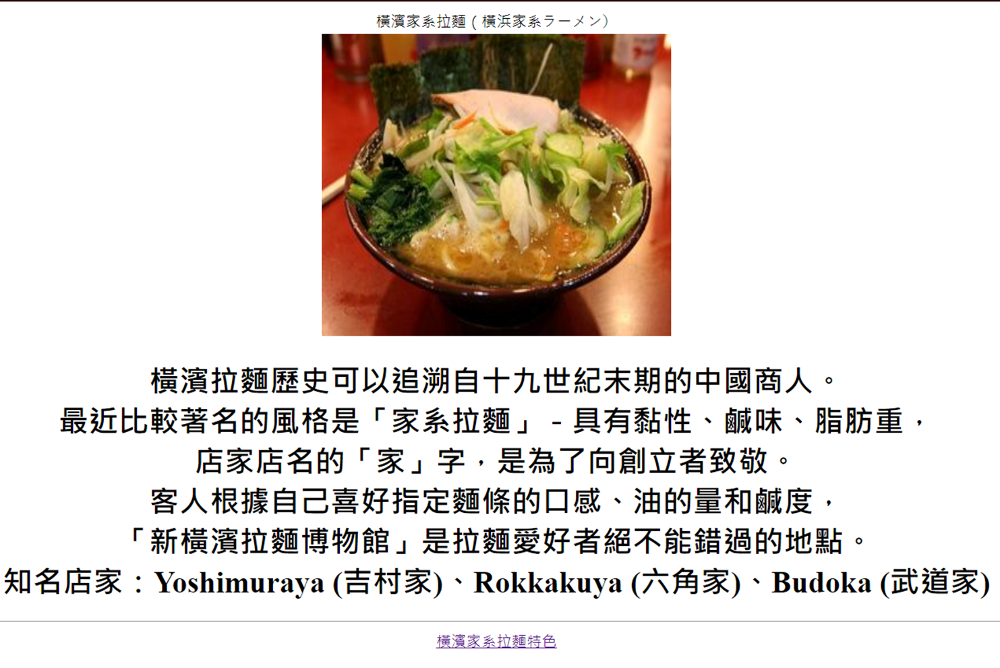 橫濱家系拉麵 ( 橫浜家系ラーメン）
橫濱拉麵歷史可以追溯自十九世紀末期的中國商人。
最近比較著名的風格是「家系拉麵」 - 具有黏性、鹹味、脂肪重，
店家店名的「家」字，是為了向創立者致敬。
客人根據自己喜好指定麵條的口感、油的量和鹹度，
「新橫濱拉麵博物館」是拉麵愛好者絕不能錯過的地點。
知名店家：Yoshimuraya (吉村家)、Rokkakuya (六角家)、Budoka (武道家)
橫濱家系拉麵特色